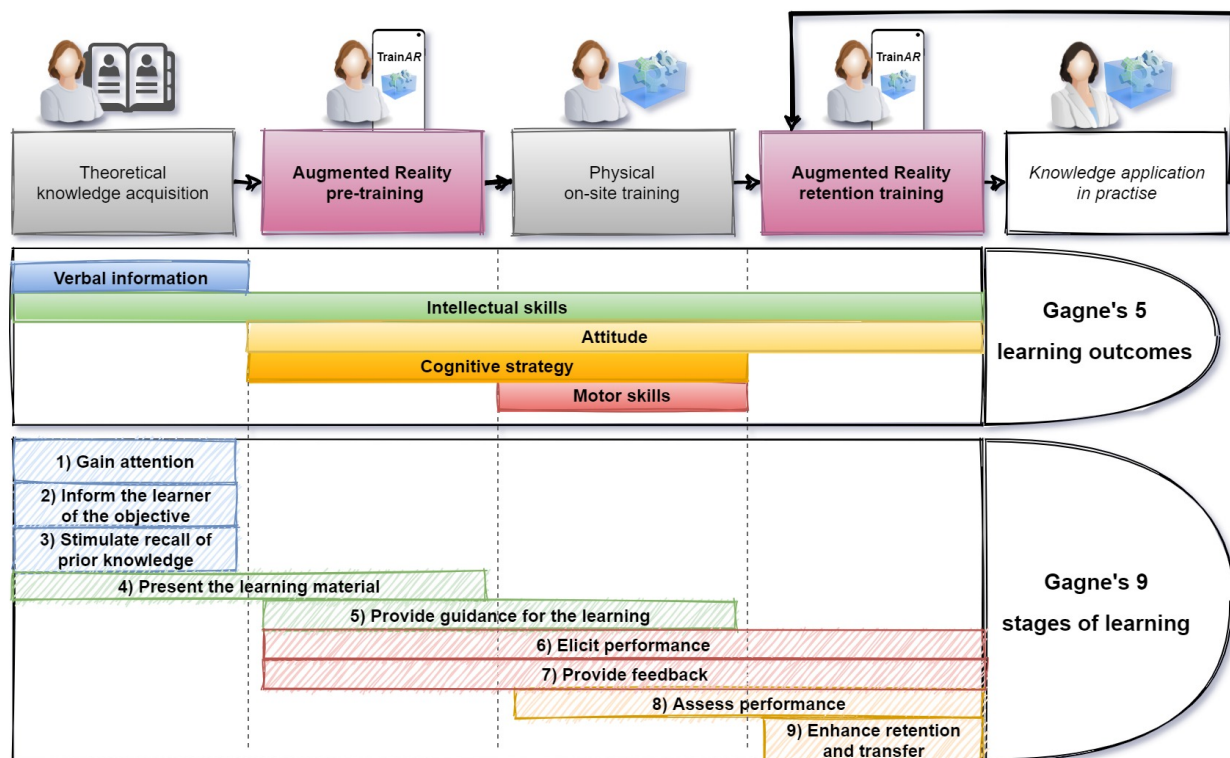 TrainAR
TrainAR
Theoretical
knowledge acquisition
Augmented Reality
pre-training
Physical
on-site training
Augmented Reality
retention training
Knowledge application
in practise
Verbal information
Intellectual skills
Attitude
Cognitive strategy
Motor skills
Gagne's 5
learning outcomes
1) Gain attention
2) Inform the learner
of the objective
3) Stimulate recall of
prior knowledge
4) Present the learning material
5) Provide guidance for the learning
6) Elicit performance
7) Provide feedback
8) Assess performance
9) Enhance retention
and transfer
Gagne's 9
stages of learning